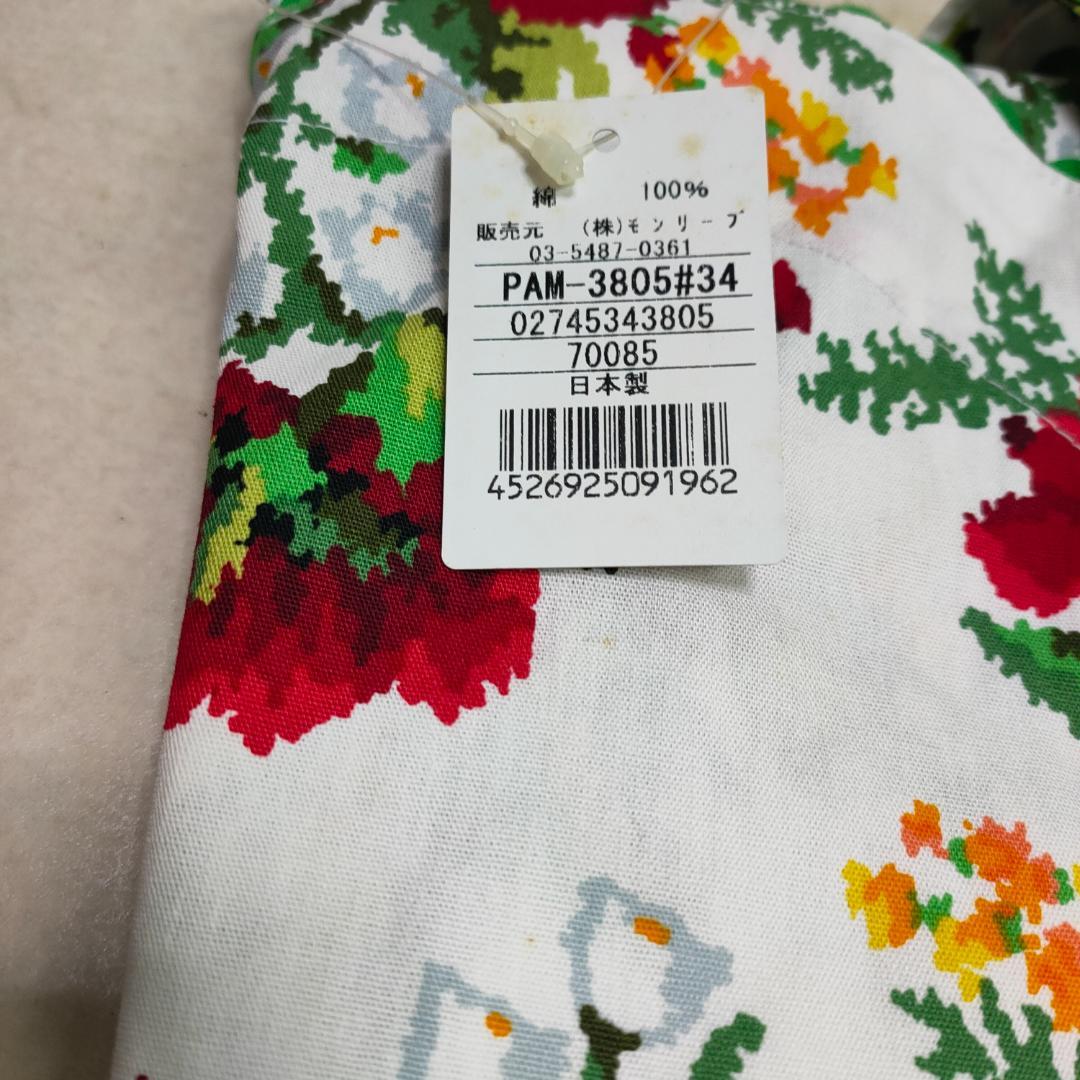 綿 100%
販売元 (株)モンリーブ
03-5487-0361
PAM-3805#34
02745343805
70085
日本製
4526925091962